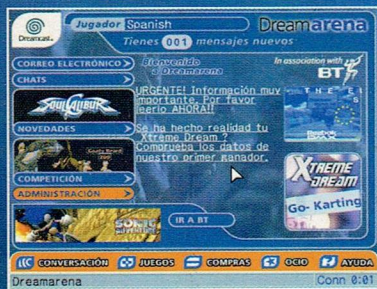 Dreamcast.
Jugador Spanish
Dreamarena
Tienes 001 mensajes nuevos
CORREO ELECTRÓNICO
CHATS
SOULCALIBUR
NOVEDADES
COMPETICIÓN
ADMINISTRACIÓN
SONIC
ADVENTURE
Bienvenido
a Dreamarena
¡URGENTE! Información muy
importante. Por favor
leerlo AHORA!!
Se ha hecho realidad tu
Xtreme Dream ?
Comprueba los datos de
nuestro primer ganador.
IR A BT
In association with
BT
XTREME
DREAM
Go- Karting
CONVERSACIÓN
JUEGOS
COMPRAS
OCIO
AYUDA
Dreamarena
Conn 0:01